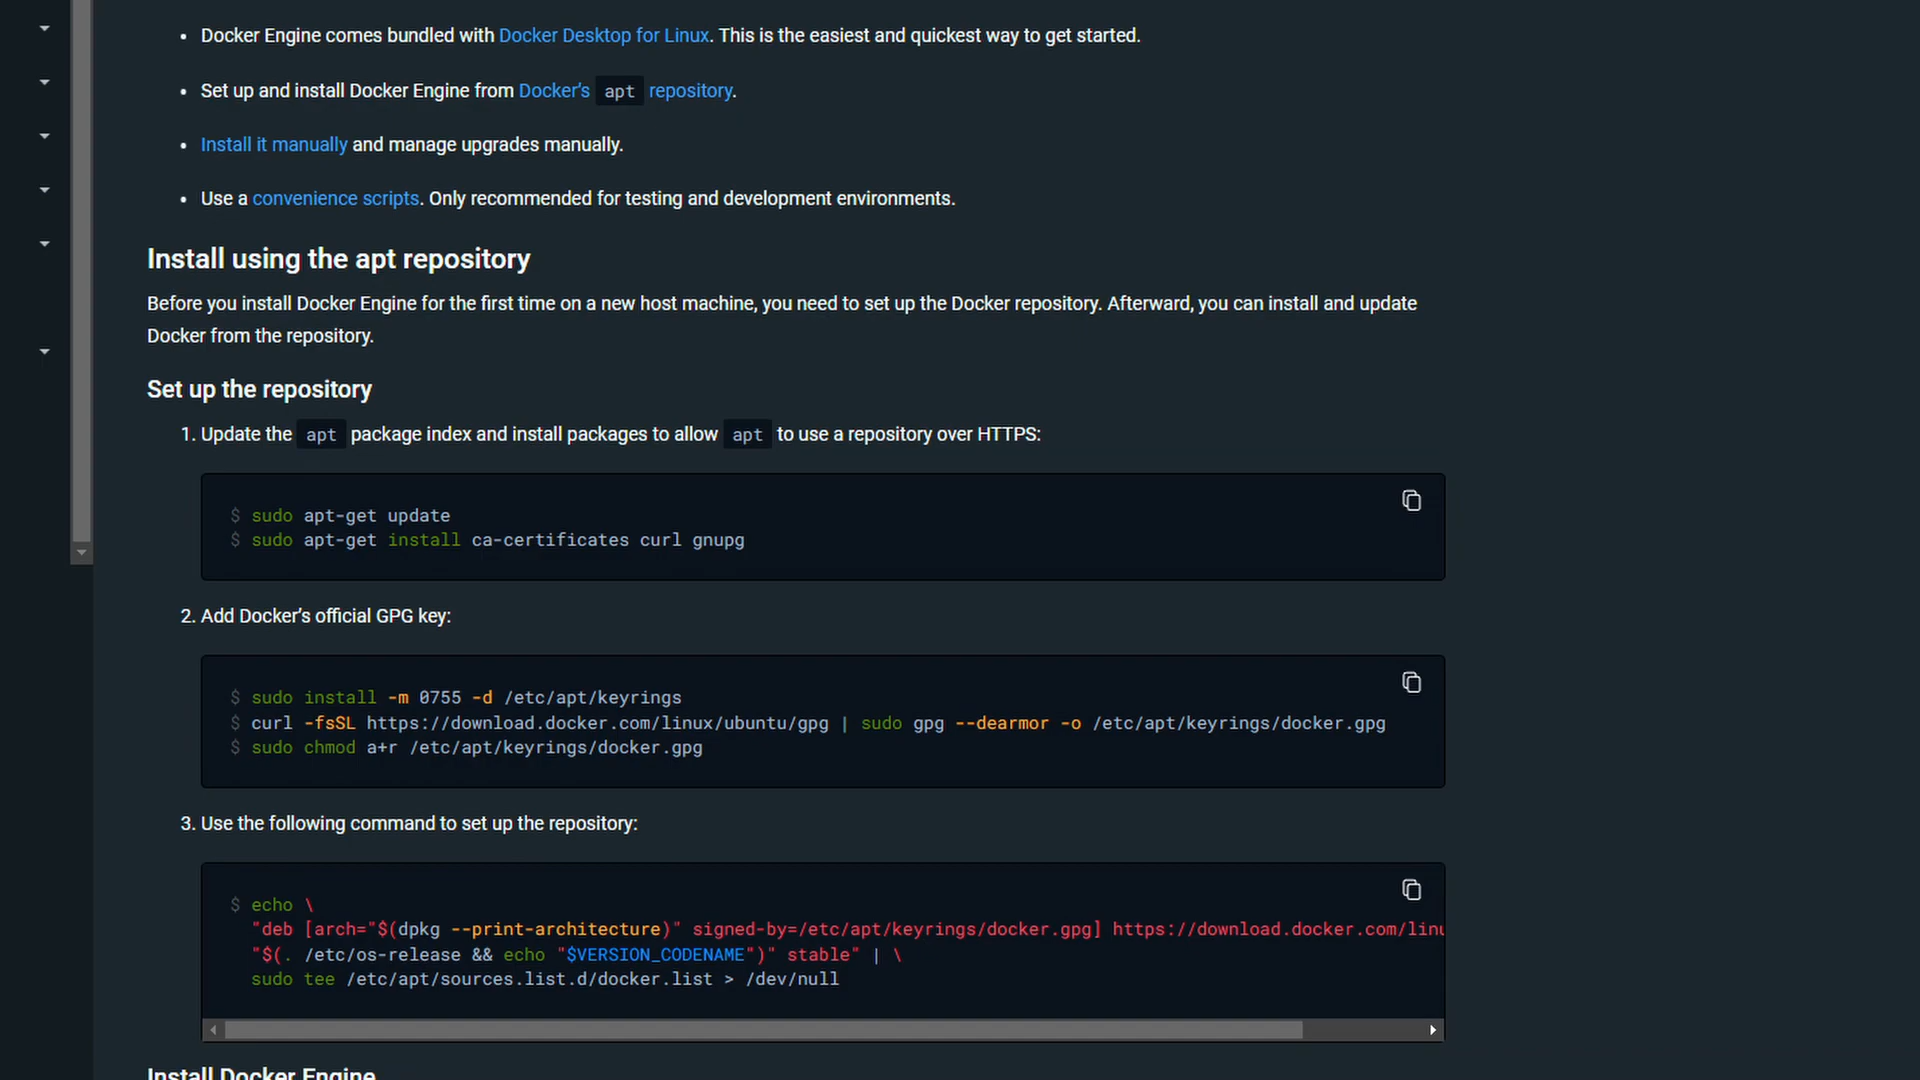 • Docker Engine comes bundled with Docker Desktop for Linux. This is the easiest and quickest way to get started.
• Set up and install Docker Engine from Docker's apt repository.
• Install it manually and manage upgrades manually.
• Use a convenience scripts. Only recommended for testing and development environments.
Install using the apt repository
Before you install Docker Engine for the first time on a new host machine, you need to set up the Docker repository. Afterward, you can install and update
Docker from the repository.
Set up the repository
1. Update the apt package index and install packages to allow apt to use a repository over HTTPS:
$ sudo apt-get update
$ sudo apt-get install ca-certificates curl gnupg
2. Add Docker's official GPG key:
$ sudo install -m 0755 -d /etc/apt/keyrings
$ curl -fsSL https://download.docker.com/linux/ubuntu/gpg | sudo gpg --dearmor -o /etc/apt/keyrings/docker.gpg
$ sudo chmod a+r /etc/apt/keyrings/docker.gpg
3. Use the following command to set up the repository:
$ echo \
"deb [arch="$(dpkg --print-architecture)" signed-by=/etc/apt/keyrings/docker.gpg] https://download.docker.com/linu
"$(. /etc/os-release && echo "$VERSION_CODENAME")" stable" | \
sudo tee /etc/apt/sources.list.d/docker.list > /dev/null
Install Docker Engine